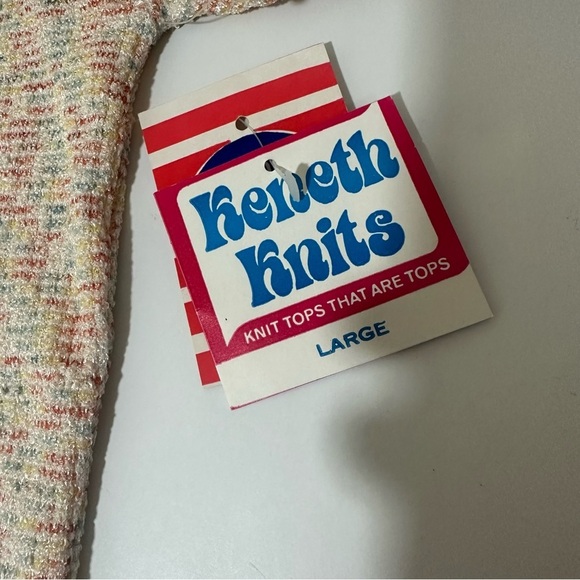 Keneth
Knits
KNIT TOPS THAT ARE TOPS
LARGE